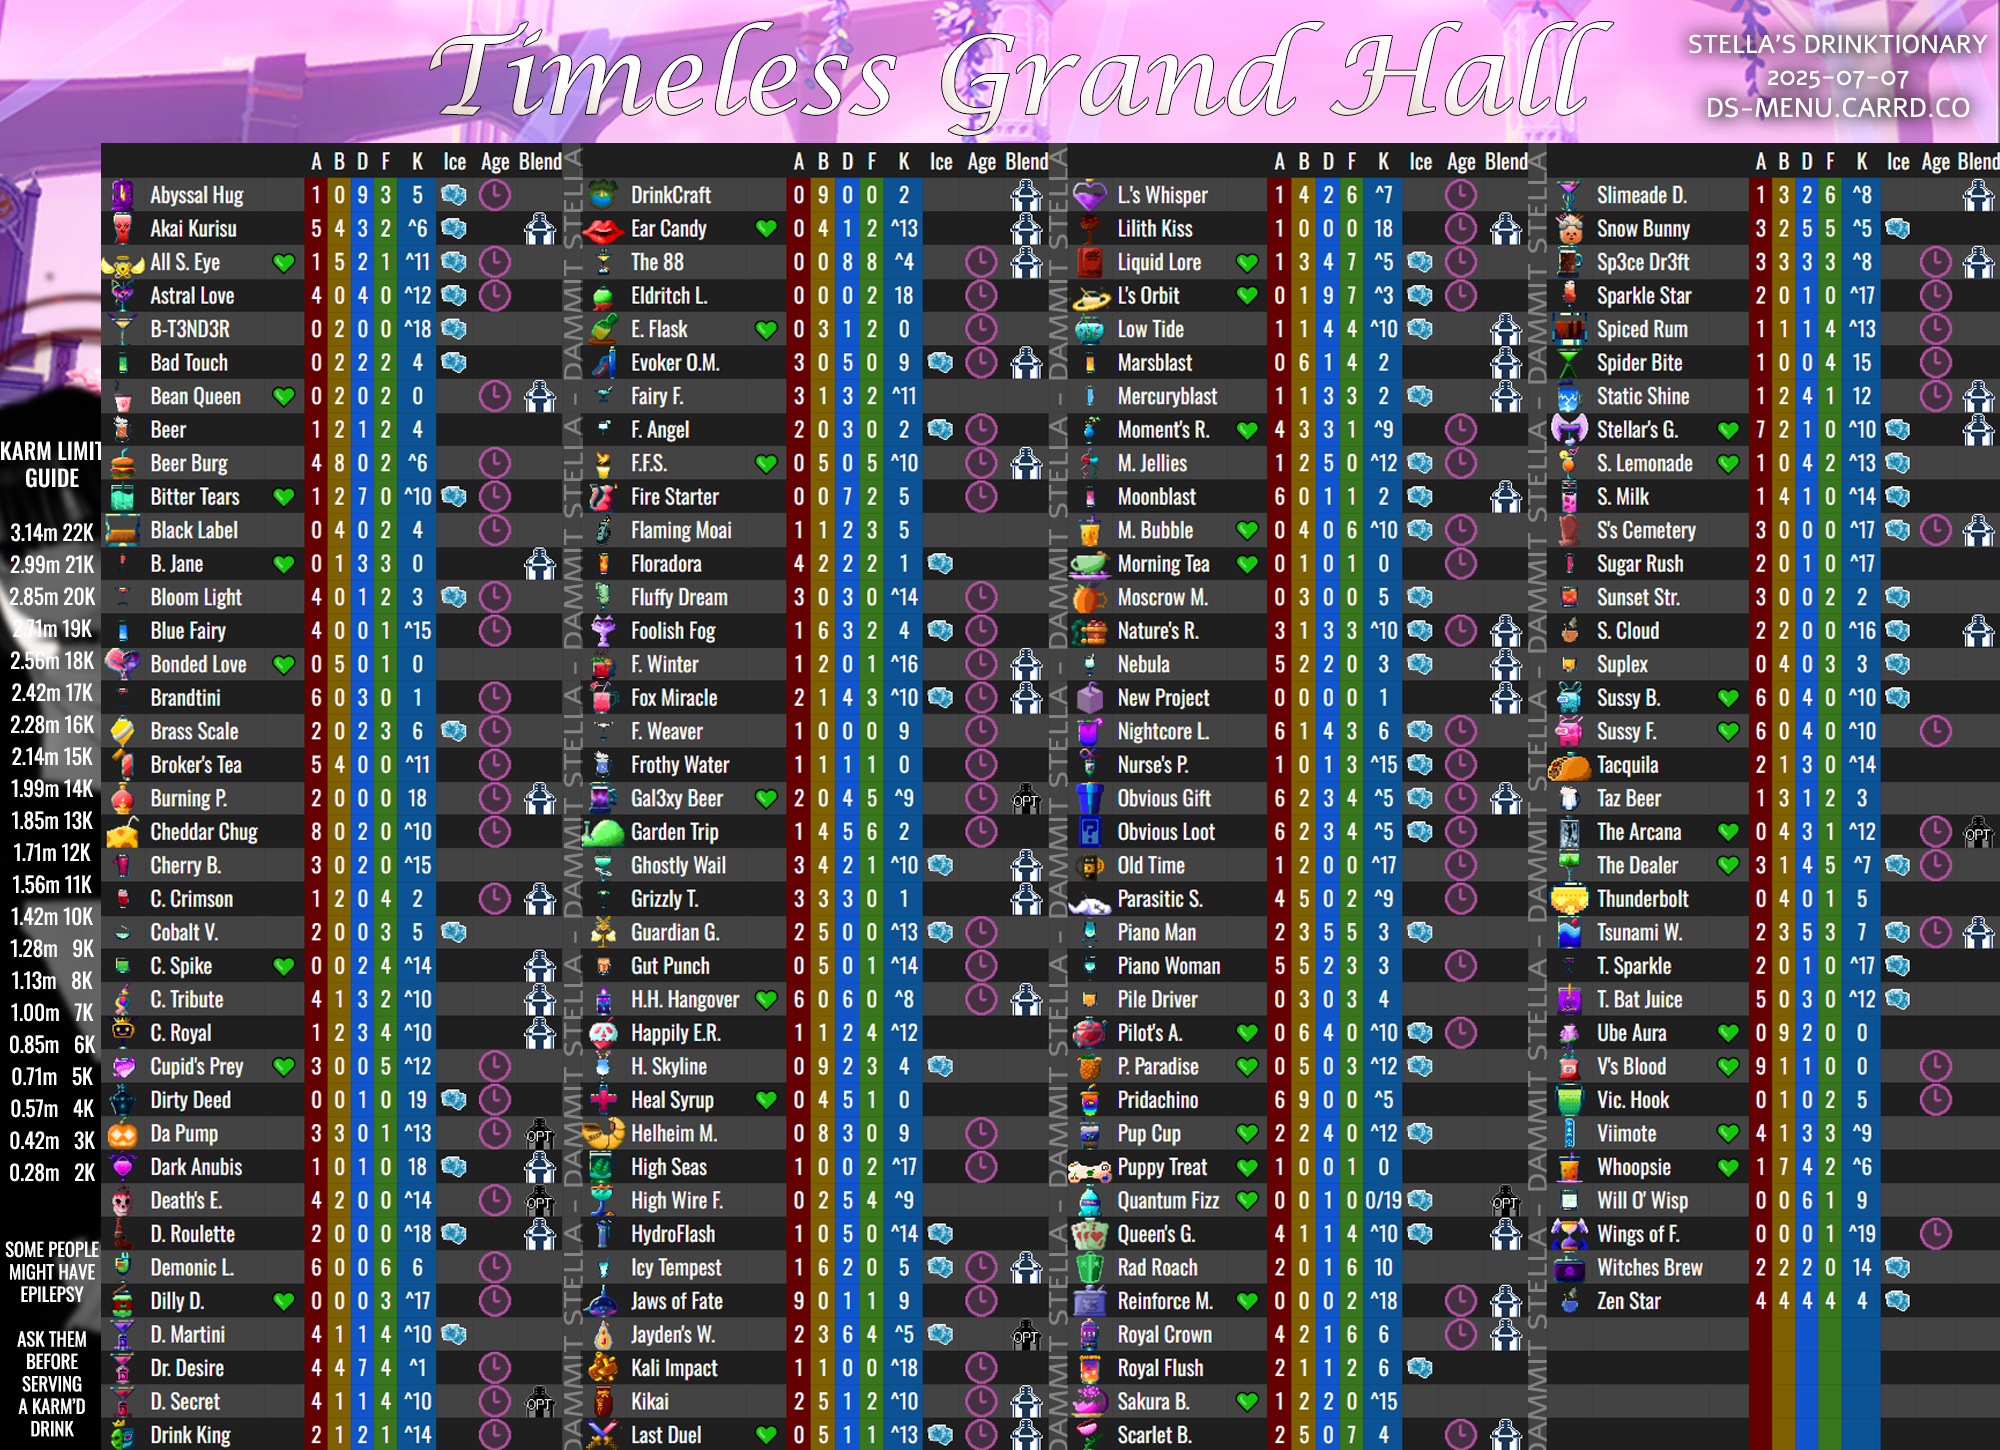 Timeless Grand Hall
STELLA'S DRINKTIONARY
2025-07-07
DS-MENU.CARRD.CO
A B D F K Ice Age Blend
Abyssal Hug 1 0 9 3 5
Akai Kurisu 5 4 3 2 ^6
All S. Eye 1 5 2 1 ^11
Astral Love 4 0 4 0 ^12
B-T3ND3R 0 2 0 0 ^18
Bad Touch 0 2 2 2 4
Bean Queen 0 2 0 2 0
Beer 1 2 1 2 4
Beer Burg 4 8 0 2 ^6
Bitter Tears 1 2 7 0 ^10
Black Label 0 4 0 2 4
B. Jane 0 1 3 3 0
Bloom Light 4 0 1 2 3
Blue Fairy 4 0 0 1 ^15
Bonded Love 0 5 0 1 0
Brandtini 6 0 3 0 1
Brass Scale 2 0 2 3 6
Broker's Tea 5 4 0 0 ^11
Burning P. 2 0 0 0 18
Cheddar Chug 8 0 2 0 ^10
Cherry B. 3 0 2 0 ^15
C. Crimson 1 2 0 4 2
Cobalt V. 2 0 0 3 5
C. Spike 0 0 2 4 ^14
C. Tribute 4 1 3 2 ^10
C. Royal 1 2 3 4 ^10
Cupid's Prey 3 0 0 5 ^12
Dirty Deed 0 0 1 0 19
Da Pump 3 3 0 1 ^13 OPT
Dark Anubis 1 0 1 0 18
Death's E. 4 2 0 0 ^14 OPT
D. Roulette 2 0 0 0 ^18
Demonic L. 6 0 0 6 6
Dilly D. 0 0 0 3 ^17
D. Martini 4 1 1 4 ^10
Dr. Desire 4 4 7 4 ^1
D. Secret 4 1 1 4 ^10 OPT
Drink King 2 1 2 1 ^14
DAMMIT STELLA - DAMMIT STELLA - DAMMIT STELLA - DAMMIT STELLA
A B D F K Ice Age Blend
DrinkCraft 0 9 0 0 2
Ear Candy 0 4 1 2 ^13
The 88 0 0 8 8 ^4
Eldritch L. 0 0 0 2 18
E. Flask 0 3 1 2 0
Evoker O.M. 3 0 5 0 9
Fairy F. 3 1 3 2 ^11
F. Angel 2 0 3 0 2
F.F.S. 0 5 0 5 ^10
Fire Starter 0 0 7 2 5
Flaming Moai 1 1 2 3 5
Floradora 4 2 2 2 1
Fluffy Dream 3 0 3 0 ^14
Foolish Fog 1 6 3 2 4
F. Winter 1 2 0 1 ^16
Fox Miracle 2 1 4 3 ^10
F. Weaver 1 0 0 0 9
Frothy Water 1 1 1 1 0
Gal3xy Beer 2 0 4 5 ^9 OPT
Garden Trip 1 4 5 6 2
Ghostly Wail 3 4 2 1 ^10
Grizzly T. 3 3 3 0 1
Guardian G. 2 5 0 0 ^13
Gut Punch 0 5 0 1 ^14
H.H. Hangover 6 0 6 0 ^8
Happily E.R. 1 1 2 4 ^12
H. Skyline 0 9 2 3 4
Heal Syrup 0 4 5 1 0
Helheim M. 0 8 3 0 9
High Seas 1 0 0 2 ^17
High Wire F. 0 2 5 4 ^9
HydroFlash 1 0 5 0 ^14
Icy Tempest 1 6 2 0 5
Jaws of Fate 9 0 1 1 9
Jayden's W. 2 3 6 4 ^5 OPT
Kali Impact 1 1 0 0 ^18
Kikai 2 5 1 2 ^10
Last Duel 0 5 1 1 ^13
DAMMIT STELLA - DAMMIT STELLA - DAMMIT STELLA - DAMMIT STELLA
A B D F K Ice Age Blend
L.'s Whisper 1 4 2 6 ^7
Lilith Kiss 1 0 0 0 18
Liquid Lore 1 3 4 7 ^5
L's Orbit 0 1 9 7 ^3
Low Tide 1 1 4 4 ^10
Marsblast 0 6 1 4 2
Mercuryblast 1 1 3 3 2
Moment's R. 4 3 3 1 ^9
M. Jellies 1 2 5 0 ^12
Moonblast 6 0 1 1 2
M. Bubble 0 4 0 6 ^10
Morning Tea 0 1 0 1 0
Moscrow M. 0 3 0 0 5
Nature's R. 3 1 3 3 ^10
Nebula 5 2 2 0 3
New Project 0 0 0 0 1
Nightcore L. 6 1 4 3 6
Nurse's P. 1 0 1 3 ^15
Obvious Gift 6 2 3 4 ^5
Obvious Loot 6 2 3 4 ^5
Old Time 1 2 0 0 ^17
Parasitic S. 4 5 0 2 ^9
Piano Man 2 3 5 5 3
Piano Woman 5 5 2 3 3
Pile Driver 0 3 0 3 4
Pilot's A. 0 6 4 0 ^10
P. Paradise 0 5 0 3 ^12
Pridachino 6 9 0 0 ^5
Pup Cup 2 2 4 0 ^12
Puppy Treat 1 0 0 1 0
Quantum Fizz 0 0 1 0 0/19 OPT
Queen's G. 4 1 1 4 ^10
Rad Roach 2 0 1 6 10
Reinforce M. 0 0 0 2 ^18
Royal Crown 4 2 1 6 6
Royal Flush 2 1 1 2 6
Sakura B. 1 2 2 0 ^15
Scarlet B. 2 5 0 7 4
DAMMIT STELLA - DAMMIT STELLA - DAMMIT STELLA - DAMMIT STELLA
A B D F K Ice Age Blend
Slimeade D. 1 3 2 6 ^8
Snow Bunny 3 2 5 5 ^5
Sp3ce Dr3ft 3 3 3 3 ^8
Sparkle Star 2 0 1 0 ^17
Spiced Rum 1 1 1 4 ^13
Spider Bite 1 0 0 4 15
Static Shine 1 2 4 1 12
Stellar's G. 7 2 1 0 ^10
S. Lemonade 1 0 4 2 ^13
S. Milk 1 4 1 0 ^14
S's Cemetery 3 0 0 0 ^17
Sugar Rush 2 0 1 0 ^17
Sunset Str. 3 0 0 2 2
S. Cloud 2 2 0 0 ^16
Suplex 0 4 0 3 3
Sussy B. 6 0 4 0 ^10
Sussy F. 6 0 4 0 ^10
Tacquila 2 1 3 0 ^14
Taz Beer 1 3 1 2 3
The Arcana 0 4 3 1 ^12 OPT
The Dealer 3 1 4 5 ^7
Thunderbolt 0 4 0 1 5
Tsunami W. 2 3 5 3 7
T. Sparkle 2 0 1 0 ^17
T. Bat Juice 5 0 3 0 ^12
Ube Aura 0 9 2 0 0
V's Blood 9 1 1 0 0
Vic. Hook 0 1 0 2 5
Viimote 4 1 3 3 ^9
Whoopsie 1 7 4 2 ^6
Will O' Wisp 0 0 6 1 9
Wings of F. 0 0 0 1 ^19
Witches Brew 2 2 2 0 14
Zen Star 4 4 4 4 4
KARM LIMIT
GUIDE
3.14m 22K
2.99m 21K
2.85m 20K
2.71m 19K
2.56m 18K
2.42m 17K
2.28m 16K
2.14m 15K
1.99m 14K
1.85m 13K
1.71m 12K
1.56m 11K
1.42m 10K
1.28m 9K
1.13m 8K
1.00m 7K
0.85m 6K
0.71m 5K
0.57m 4K
0.42m 3K
0.28m 2K
SOME PEOPLE
MIGHT HAVE
EPILEPSY
ASK THEM
BEFORE
SERVING
A KARM'D
DRINK